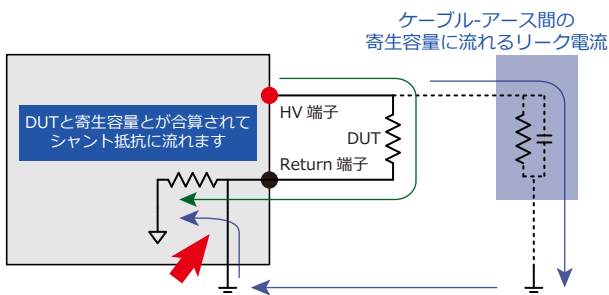 ケーブル-アース間の
寄生容量に流れるリーク電流
DUTと寄生容量とが合算されて
シャント抵抗に流れます
HV 端子
DUT
Return 端子